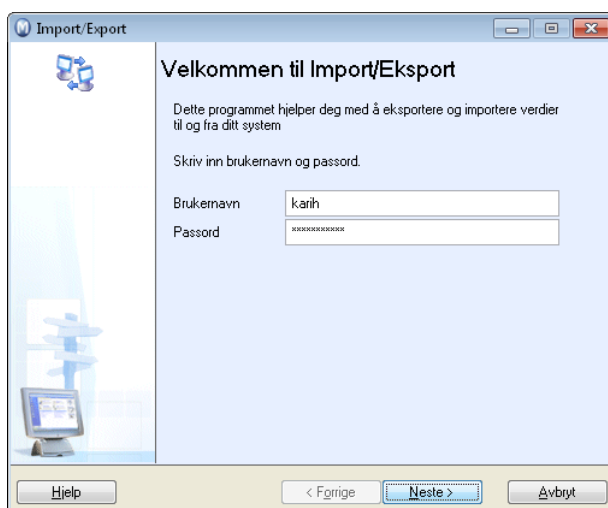 Import/Export
Velkommen til Import/Eksport
Dette programmet hjelper deg med å eksportere og importere verdier
til og fra ditt system
Skriv inn brukernavn og passord.
Brukernavn karih
Passord ***********
Hjelp < Forrige Neste > Avbryt